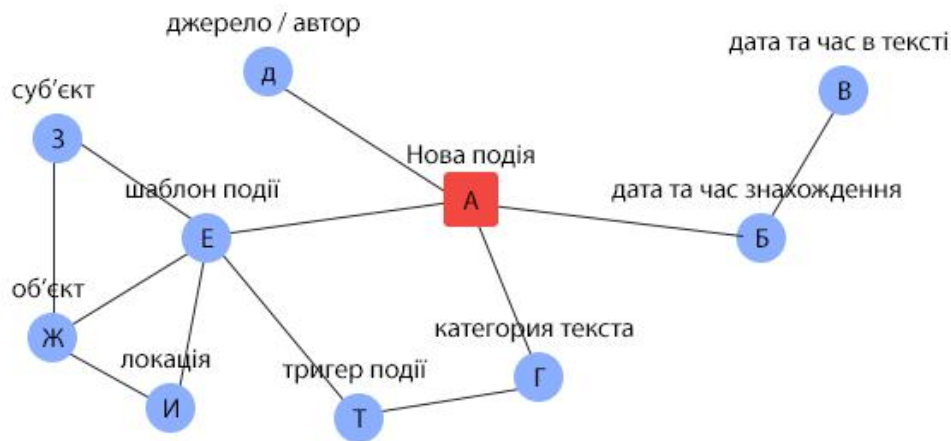 джерело / автор
д
дата та час в тексті
В
суб'єкт
З
Нова подія
А
шаблон події
Е
дата та час знахождення
Б
об'єкт
Ж
локація
И
категория текста
Г
тригер події
Т